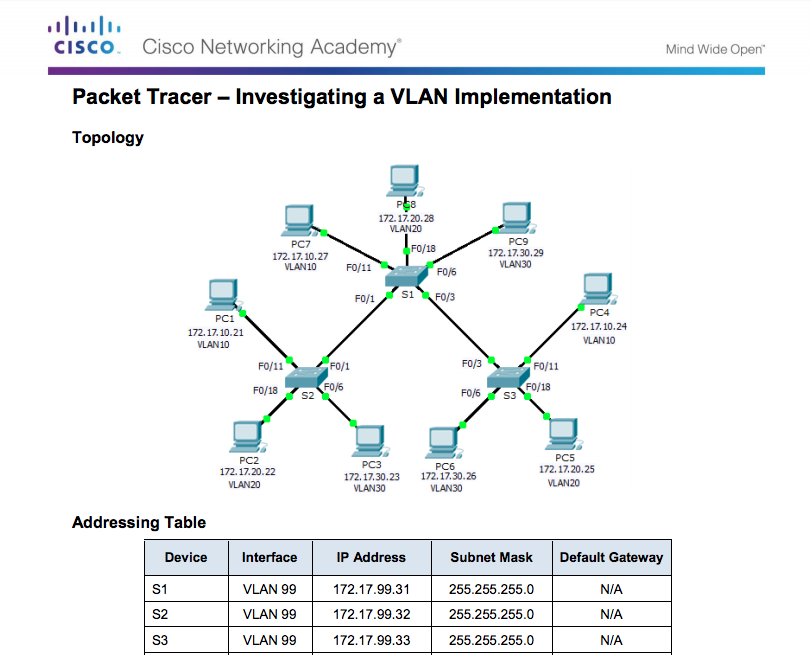 CISCO. Cisco Networking Academy® Mind Wide Open™
Packet Tracer – Investigating a VLAN Implementation
Topology
PC8
172.17.20.28
VLAN20
PC7
172.17.10.27
VLAN10
PC9
172.17.30.29
VLAN30
F0/18
F0/11
F0/6
F0/1
S1
F0/3
PC1
172.17.10.21
VLAN10
PC4
172.17.10.24
VLAN10
F0/11
F0/1
F0/18
F0/6
S2
F0/3
F0/11
F0/6
F0/18
S3
PC2
172.17.20.22
VLAN20
PC3
172.17.30.23
VLAN30
PC6
172.17.30.26
VLAN30
PC5
172.17.20.25
VLAN20
Addressing Table
Device Interface IP Address Subnet Mask Default Gateway
S1 VLAN 99 172.17.99.31 255.255.255.0 N/A
S2 VLAN 99 172.17.99.32 255.255.255.0 N/A
S3 VLAN 99 172.17.99.33 255.255.255.0 N/A